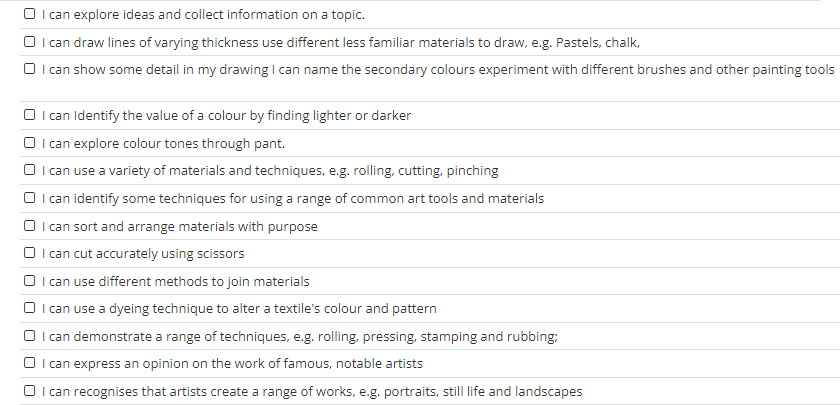 I can explore ideas and collect information on a topic.
I can draw lines of varying thickness use different less familiar materials to draw, e.g. Pastels, chalk,
I can show some detail in my drawing I can name the secondary colours experiment with different brushes and other painting tools
I can Identify the value of a colour by finding lighter or darker
I can explore colour tones through pant.
I can use a variety of materials and techniques, e.g. rolling, cutting, pinching
I can identify some techniques for using a range of common art tools and materials
I can sort and arrange materials with purpose
I can cut accurately using scissors
I can use different methods to join materials
I can use a dyeing technique to alter a textile's colour and pattern
I can demonstrate a range of techniques, e.g. rolling, pressing, stamping and rubbing;
I can express an opinion on the work of famous, notable artists
I can recognises that artists create a range of works, e.g. portraits, still life and landscapes